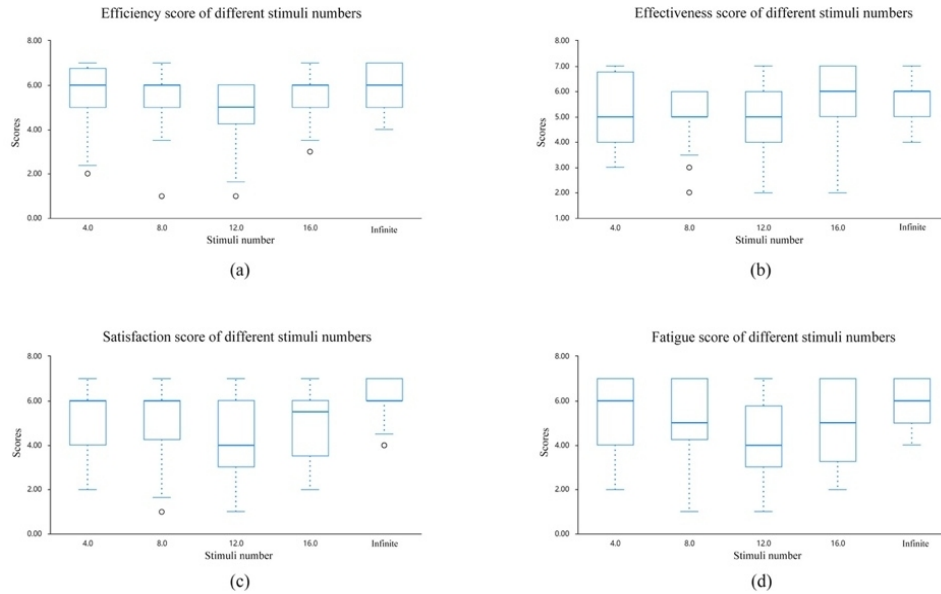 Efficiency score of different stimuli numbers
8.00
6.00
4.00
2.00
0.00
Scores
4.0 8.0 12.0 16.0 Infinite
Stimuli number
(a)
Effectiveness score of different stimuli numbers
8.00
7.00
6.00
5.00
4.00
3.00
2.00
1.00
Scores
4.0 8.0 12.0 16.0 Infinite
Stimuli number
(b)
Satisfaction score of different stimuli numbers
8.00
6.00
4.00
2.00
0.00
Scores
4.0 8.0 12.0 16.0 Infinite
Stimuli number
(c)
Fatigue score of different stimuli numbers
8.00
6.00
4.00
2.00
0.00
Scores
4.0 8.0 12.0 16.0 Infinite
Stimuli number
(d)